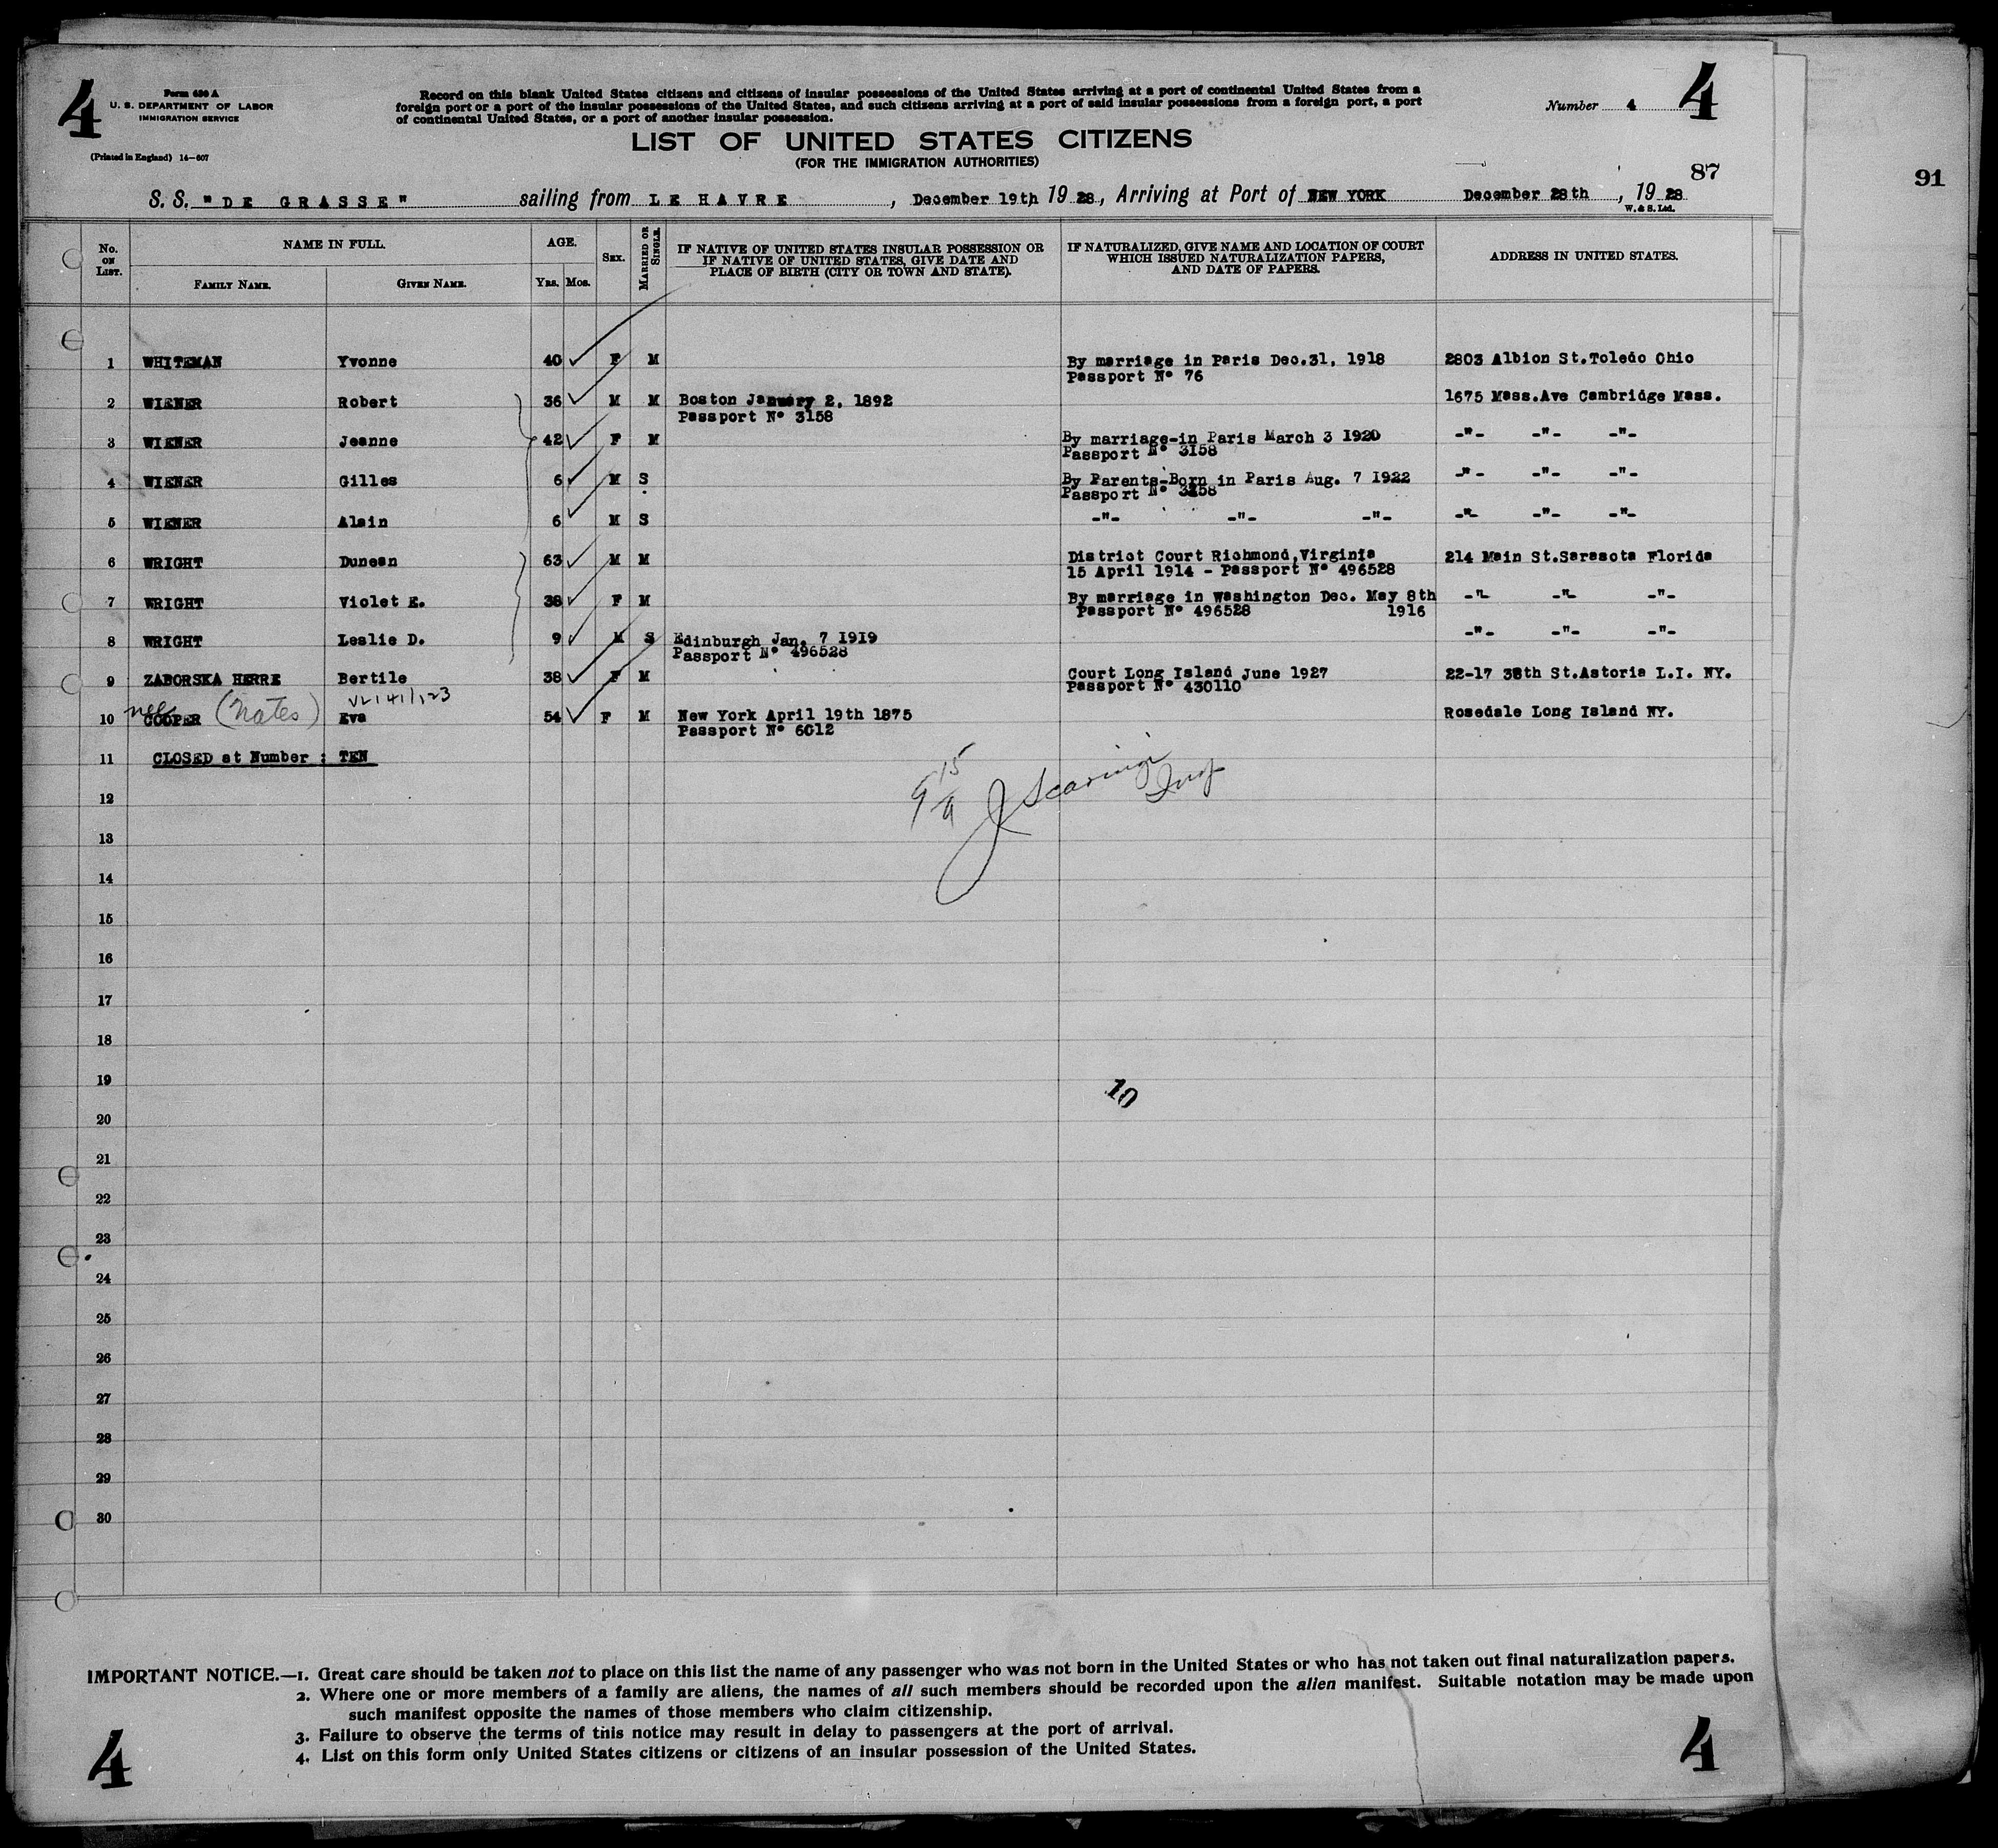 4
Form 630 A
U. S. DEPARTMENT OF LABOR
IMMIGRATION SERVICE
(Printed in England) 14-607
Record on this blank United States citizens and citizens of insular possessions of the United States arriving at a port of continental United States from a
foreign port or a port of the insular possessions of the United States, and such citizens arriving at a port of said insular possessions from a foreign port, a port
of continental United States, or a port of another insular possession.
Number 4
4
LIST OF UNITED STATES CITIZENS
(FOR THE IMMIGRATION AUTHORITIES)
87
91
S. S. "DE GRASSE" sailing from LE HAVRE, December 19th 1928, Arriving at Port of NEW YORK December 28th, 1928
W. & S. Ltd.
No. ON LIST. NAME IN FULL. FAMILY NAME. GIVEN NAME. AGE. YRS. MOS. SEX. MARRIED OR SINGLE. IF NATIVE OF UNITED STATES INSULAR POSSESSION OR IF NATIVE OF UNITED STATES, GIVE DATE AND PLACE OF BIRTH (CITY OR TOWN AND STATE). IF NATURALIZED, GIVE NAME AND LOCATION OF COURT WHICH ISSUED NATURALIZATION PAPERS, AND DATE OF PAPERS. ADDRESS IN UNITED STATES.
1 WHITEMAN Yvonne 40 F M By marriage in Paris Dec.31, 1918 2803 Albion St.Toledo Ohio
Passport No 76
2 WIENER Robert 36 M M Boston January 2, 1892 1675 Mass.Ave Cambridge Mass.
Passport No 3158
3 WIENER Jeanne 42 F M By marriage-in Paris March 3 1920 -"- -"- -"-
Passport No 3158
4 WIENER Gilles 6 M S By Parents-Born in Paris Aug. 7 1922 -"- -"- -"-
Passport No 3158
5 WIENER Alain 6 M S -"- -"- -"- -"- -"- -"-
6 WRIGHT Duncan 63 M M District Court Richmond,Virginia 214 Main St.Sarasota Florida
15 April 1914 - Passport No 496528
7 WRIGHT Violet E. 38 F M By marriage in Washington Dec. May 8th -"- -"- -"-
Passport No 496528 1916
8 WRIGHT Leslie D. 9 M S Edinburgh Jan. 7 1919 -"- -"- -"-
Passport No 496528
9 ZABORSKA HERRE Bertile 38 F M Court Long Island June 1927 22-17 38th St.Astoria L.I. NY.
Passport No 430110
10 nee COOPER (Nates) Eva 54 F M New York April 19th 1875 Rosedale Long Island NY.
Passport No 6012
11 CLOSED at Number : TEN
12
13
14
15
16
17
18
19
10
20
21
22
23
24
25
26
27
28
29
30
IMPORTANT NOTICE.—1. Great care should be taken not to place on this list the name of any passenger who was not born in the United States or who has not taken out final naturalization papers.
2. Where one or more members of a family are aliens, the names of all such members should be recorded upon the alien manifest. Suitable notation may be made upon
such manifest opposite the names of those members who claim citizenship.
3. Failure to observe the terms of this notice may result in delay to passengers at the port of arrival.
4. List on this form only United States citizens or citizens of an insular possession of the United States.
4
4